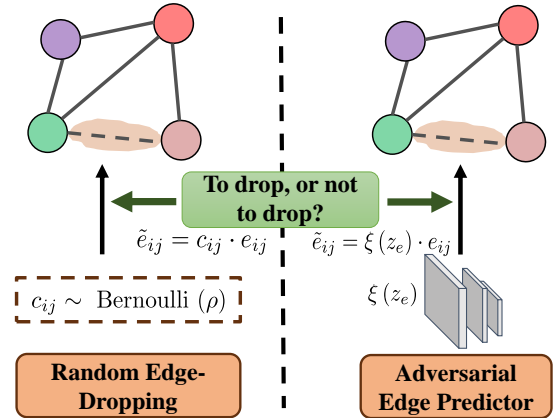 To drop, or not
to drop?
ẽ_ij = c_ij · e_ij
ẽ_ij = ξ (z_e) · e_ij
c_ij ∼ Bernoulli (ρ)
ξ (z_e)
Random Edge-
Dropping
Adversarial
Edge Predictor